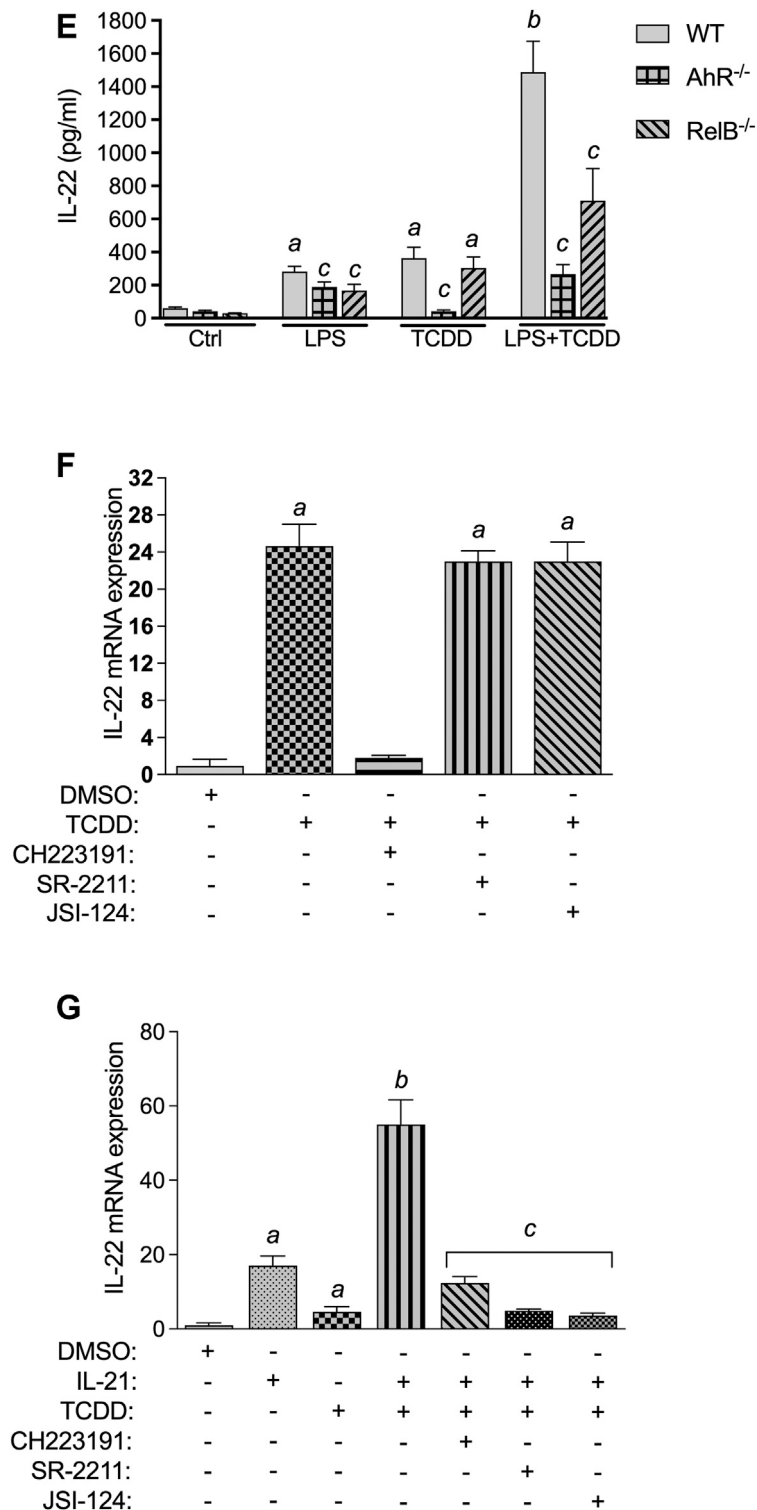 E
IL-22 (pg/ml)
1800
1600
1400
1200
1000
800
600
400
200
0
a
c
c
a
c
a
b
c
c
Ctrl
LPS
TCDD
LPS+TCDD
WT
AhR-/-
RelB-/-
F
IL-22 mRNA expression
32
28
24
20
16
12
8
4
0
a
a
a
DMSO: + - - - -
TCDD: - + + + +
CH223191: - - + - -
SR-2211: - - - + -
JSI-124: - - - - +
G
IL-22 mRNA expression
80
60
40
20
0
a
a
b
c
DMSO: + - - - - - -
IL-21: - + - + + + +
TCDD: - - + + + + +
CH223191: - - - - + - -
SR-2211: - - - - - + -
JSI-124: - - - - - - +